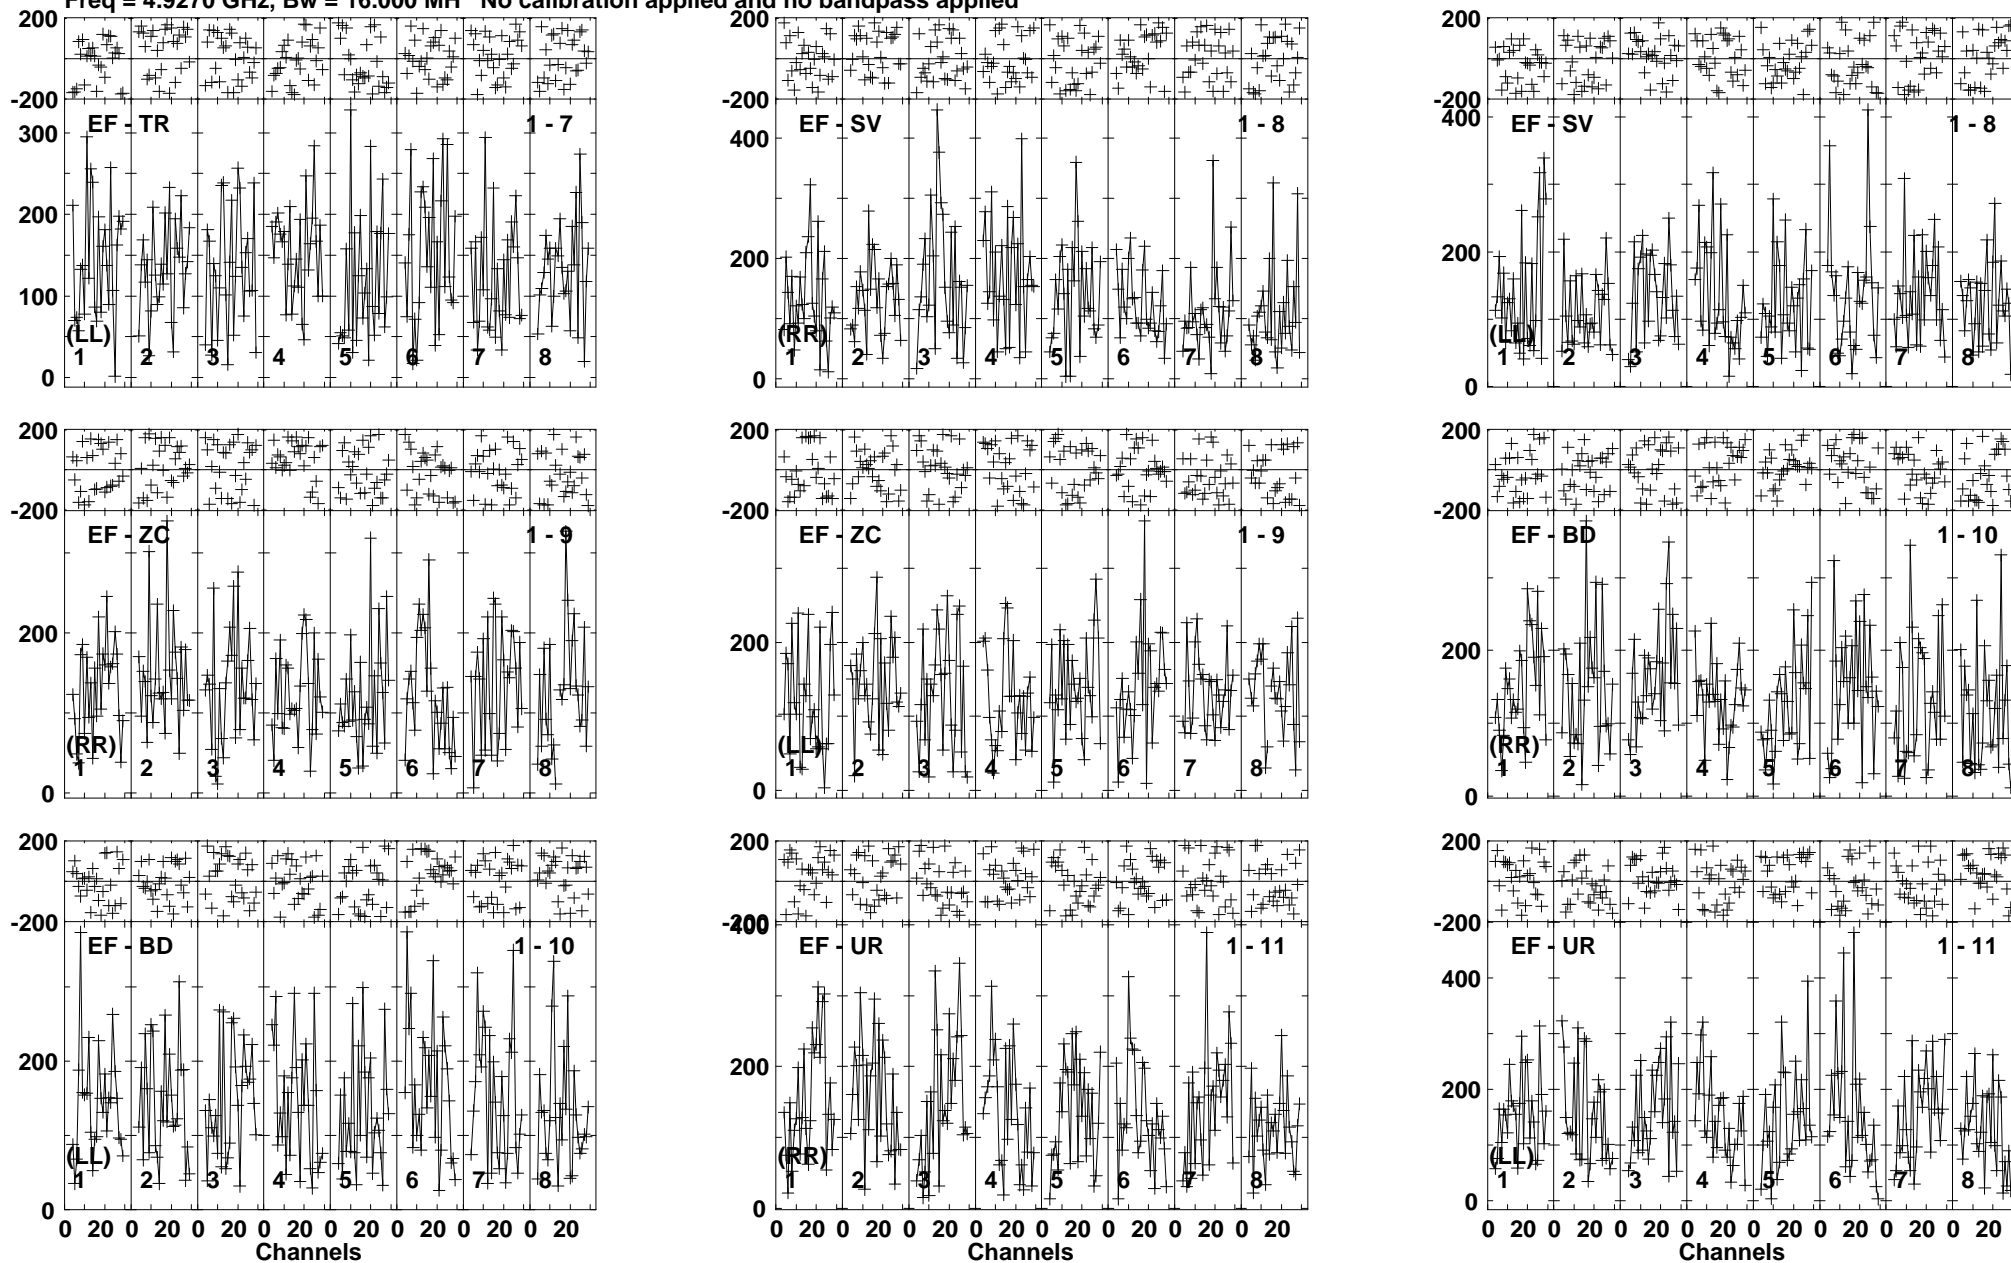 Freq = 4.9270 GHz, Bw = 16.000 MH No calibration applied and no bandpass applied
200 200 200
-200 -200 -200
EF - TR 1 - 7 EF - SV 1 - 8 EF - SV 1 - 8
300 400 400
200 200 200
100
(LL) (RR) (LL)
1 2 3 4 5 6 7 8 1 2 3 4 5 6 7 8 1 2 3 4 5 6 7 8
0 0 0
200 200 200
-200 -200 -200
EF - ZC 1 - 9 EF - ZC 1 - 9 EF - BD 1 - 10
200 200 200
(RR) (LL) (RR)
1 2 3 4 5 6 7 8 1 2 3 4 5 6 7 8 1 2 3 4 5 6 7 8
0 0 0
200 200 200
-200 -200 -200
400
EF - BD 1 - 10 EF - UR 1 - 11 EF - UR 1 - 11
400
200 200 200
(LL) (RR) (LL)
1 2 3 4 5 6 7 8 1 2 3 4 5 6 7 8 1 2 3 4 5 6 7 8
0 0 0
0 20 0 20 0 20 0 20 0 20 0 20 0 20 0 20 0 20 0 20 0 20 0 20 0 20 0 20 0 20 0 20 0 20 0 20 0 20 0 20 0 20 0 20 0 20 0 20
Channels Channels Channels